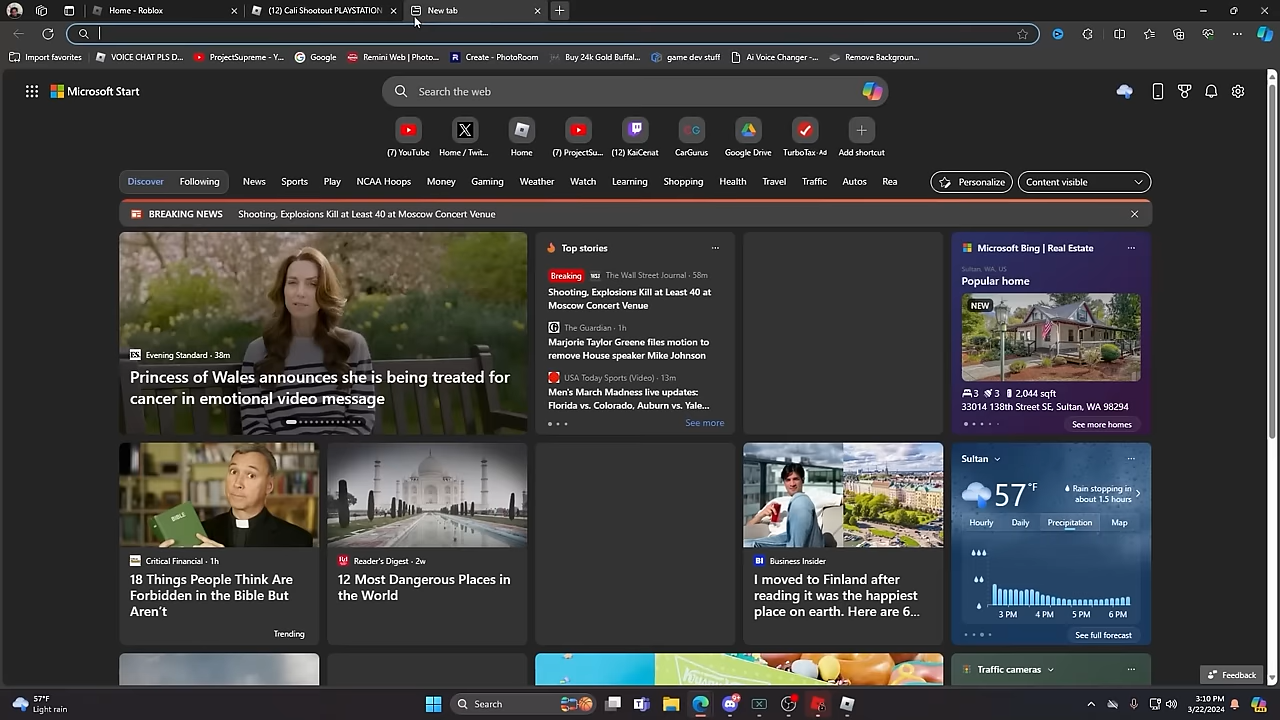 Home - Roblox
(12) Cali Shootout PLAYSTATION
New tab
Import favorites
VOICE CHAT PLS D...
ProjectSupreme - Y...
Google
Remini Web | Photo...
Create - PhotoRoom
Buy 24k Gold Buffal...
game dev stuff
Ai Voice Changer -...
Remove Backgroun...
Microsoft Start
Search the web
(7) YouTube
Home / Twit...
Home
(7) ProjectSu...
(12) KaiCenat
CarGurus
Google Drive
TurboTax· Ad
Add shortcut
Discover
Following
News
Sports
Play
NCAA Hoops
Money
Gaming
Weather
Watch
Learning
Shopping
Health
Travel
Traffic
Autos
Rea
Personalize
Content visible
BREAKING NEWS
Shooting, Explosions Kill at Least 40 at Moscow Concert Venue
Evening Standard · 38m
Princess of Wales announces she is being treated for
cancer in emotional video message
Top stories
Breaking
WSJ
The Wall Street Journal · 58m
Shooting, Explosions Kill at Least 40 at
Moscow Concert Venue
The Guardian · 1h
Marjorie Taylor Greene files motion to
remove House speaker Mike Johnson
USA Today Sports (Video) · 13m
Men's March Madness live updates:
Florida vs. Colorado, Auburn vs. Yale...
See more
Microsoft Bing | Real Estate
Sultan, WA, US
Popular home
NEW
3 3 2,044 sqft
33014 138th Street SE, Sultan, WA 98294
See more homes
BIBLE
Critical Financial · 1h
18 Things People Think Are
Forbidden in the Bible But
Aren't
Trending
Reader's Digest · 2w
12 Most Dangerous Places in
the World
BI
Business Insider
I moved to Finland after
reading it was the happiest
place on earth. Here are 6...
Sultan
57°F
Rain stopping in
about 1.5 hours
Hourly
Daily
Precipitation
Map
3 PM
4 PM
5 PM
6 PM
See full forecast
Traffic cameras
Feedback
57°F
Light rain
Search
3:10 PM
3/22/2024